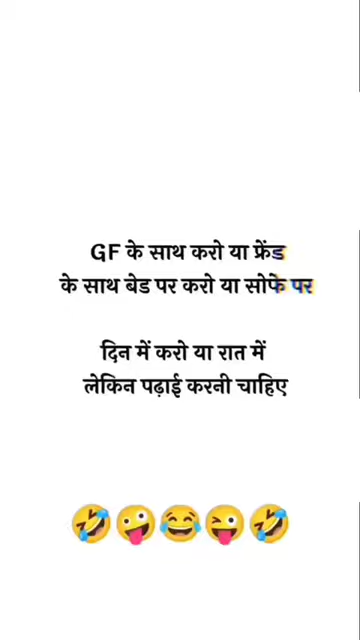 GF के साथ करो या फ्रेंड
के साथ बेड पर करो या सोफे पर
दिन में करो या रात में
लेकिन पढ़ाई करनी चाहिए
🤣🤪😂😜🤣